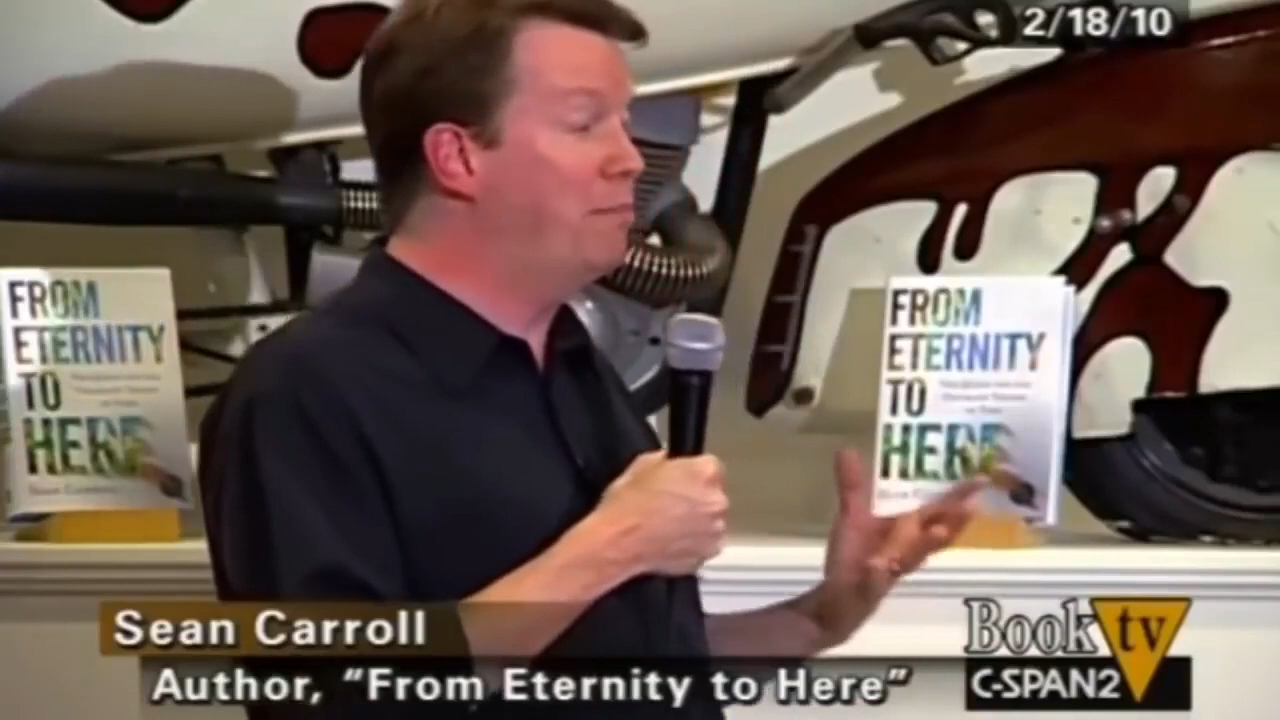 2/18/10
FROM
ETERNITY
TO
HERE
FROM
ETERNITY
TO
HERE
Sean Carroll
Author, “From Eternity to Here”
Book tv
C-SPAN2